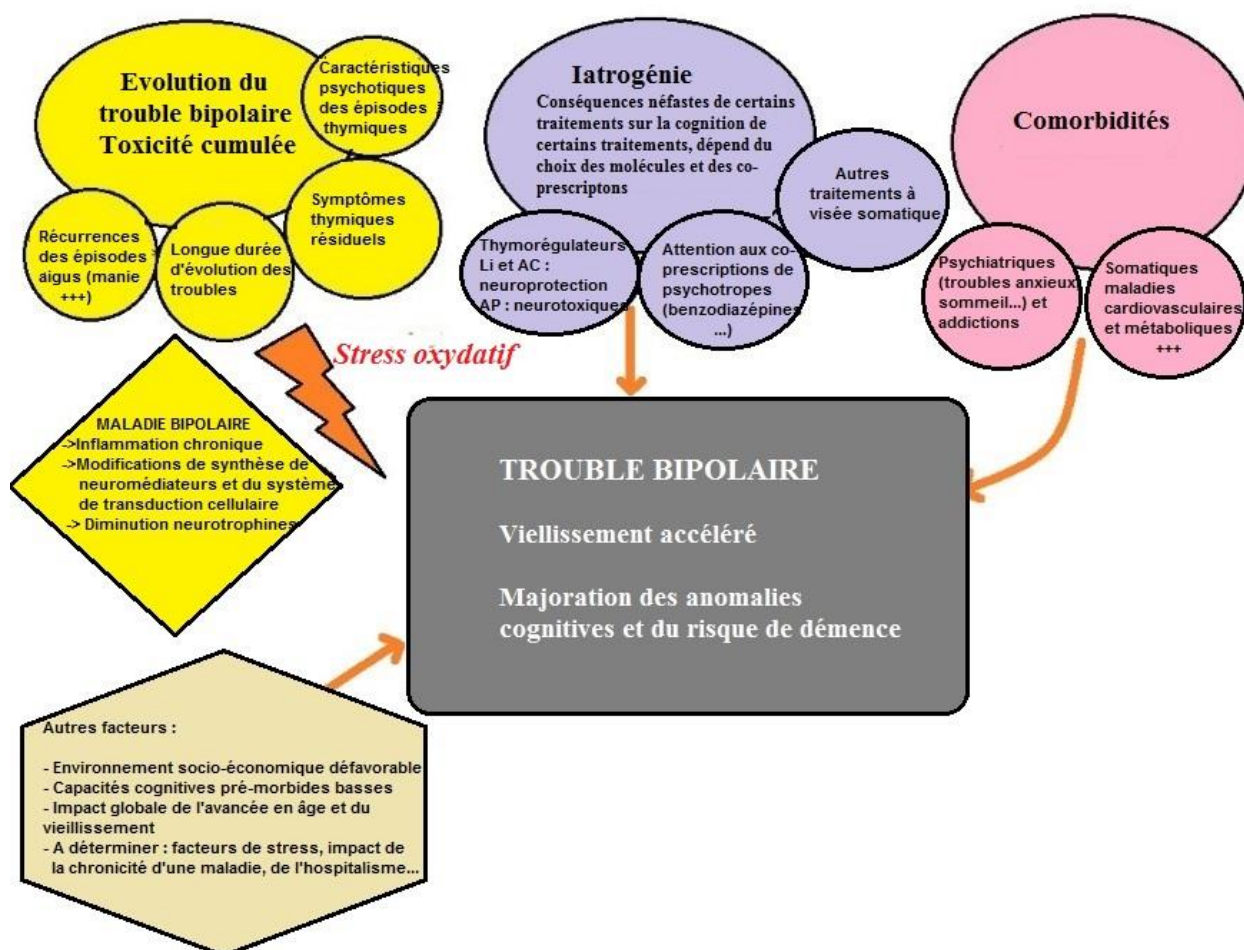 Evolution du
trouble bipolaire
Toxicité cumulée
Caractéristiques
psychotiques
des épisodes
thymiques
Symptômes
thymiques
résiduels
Récurrences
des épisodes
aigus (manie
+++)
Longue durée
d'évolution des
troubles
Iatrogénie
Conséquences néfastes de certains
traitements sur la cognition de
certains traitements, dépend du
choix des molécules et des co-
prescriptons
Autres
traitements à
visée somatique
Thymorégulateurs
Li et AC :
neuroprotection
AP : neurotoxiques
Attention aux co-
prescriptions de
psychotropes
(benzodiazépines
...)
Comorbidités
Psychiatriques
(troubles anxieux
sommeil...) et
addictions
Somatiques
maladies
cardiovasculaires
et métaboliques
+++
Stress oxydatif
MALADIE BIPOLAIRE
->Inflammation chronique
->Modifications de synthèse de
neuromédiateurs et du système
de transduction cellulaire
-> Diminution neurotrophines
TROUBLE BIPOLAIRE
Viellissement accéléré
Majoration des anomalies
cognitives et du risque de démence
Autres facteurs :
- Environnement socio-économique défavorable
- Capacités cognitives pré-morbides basses
- Impact globale de l'avancée en âge et du
vieillissement
- A déterminer : facteurs de stress, impact de
la chronicité d'une maladie, de l'hospitalisme...